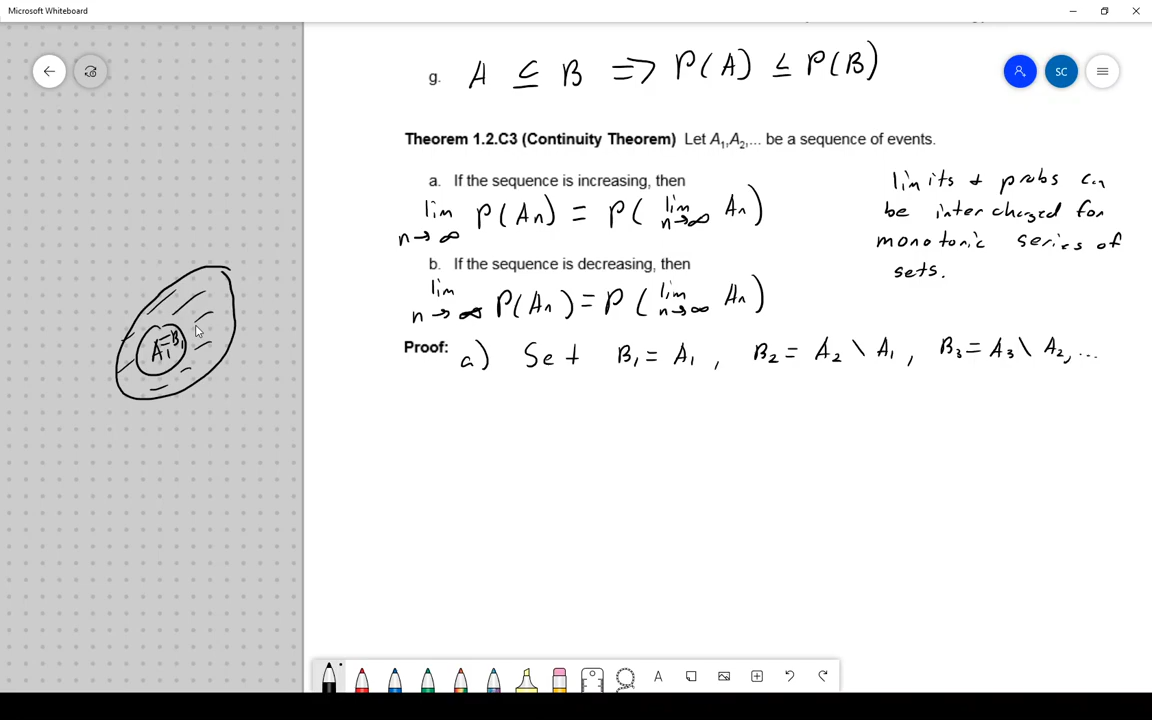 Microsoft Whiteboard
SC
g. A ⊆ B ⇒ P(A) ≤ P(B)
Theorem 1.2.C3 (Continuity Theorem) Let A₁,A₂,... be a sequence of events.
a. If the sequence is increasing, then
lim n→∞ P(An) = P( lim n→∞ An)
b. If the sequence is decreasing, then
lim n→∞ P(An) = P( lim n→∞ An)
limits + probs can
be interchanged for
monotonic series of
sets.
Proof: a) Set B₁ = A₁ , B₂ = A₂ \ A₁ , B₃ = A₃ \ A₂, ...
A₁ = B₁
A